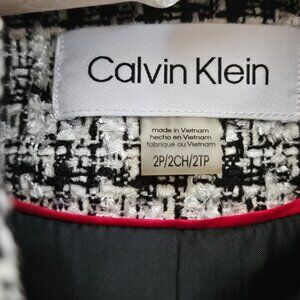 Calvin Klein
made in Vietnam
hecho en Vietnam
fabriqué au Vietnam
2P/2CH/2TP